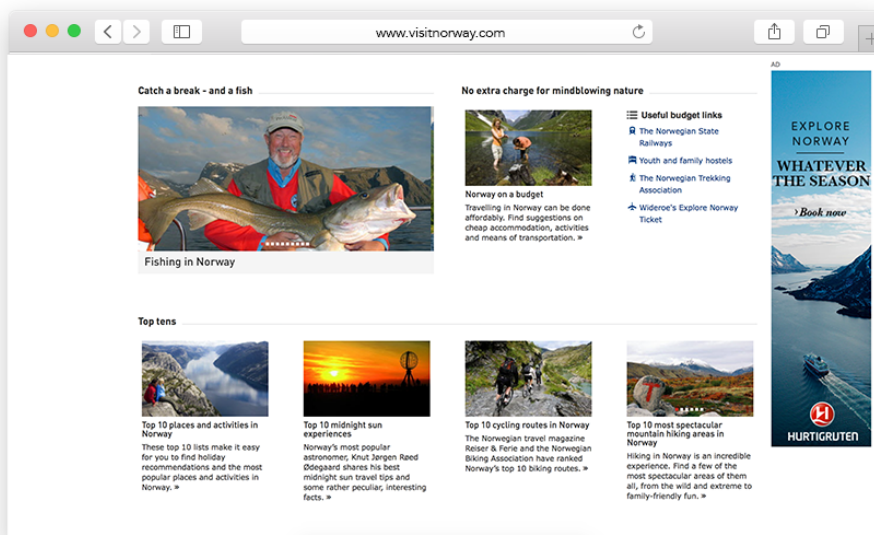 www.visitnorway.com
AD
Catch a break - and a fish
Fishing in Norway
No extra charge for mindblowing nature
Norway on a budget
Travelling in Norway can be done
affordably. Find suggestions on
cheap accommodation, activities
and means of transportation. »
Useful budget links
The Norwegian State
Railways
Youth and family hostels
The Norwegian Trekking
Association
Wideroe's Explore Norway
Ticket
EXPLORE
NORWAY
WHATEVER
THE SEASON
› Book now
HURTIGRUTEN
Top tens
Top 10 places and activities in
Norway
These top 10 lists make it easy
for you to find holiday
recommendations and the most
popular places and activities in
Norway. »
Top 10 midnight sun
experiences
Norway's most popular
astronomer, Knut Jørgen Røed
Ødegaard shares his best
midnight sun travel tips and
some rather peculiar, interesting
facts. »
Top 10 cycling routes in Norway
The Norwegian travel magazine
Reiser & Ferie and the Norwegian
Biking Association have ranked
Norway's top 10 biking routes. »
T
Top 10 most spectacular
mountain hiking areas in
Norway
Hiking in Norway is an incredible
experience. Find a few of the
most spectacular areas of them
all, from the wild and extreme to
family-friendly fun. »